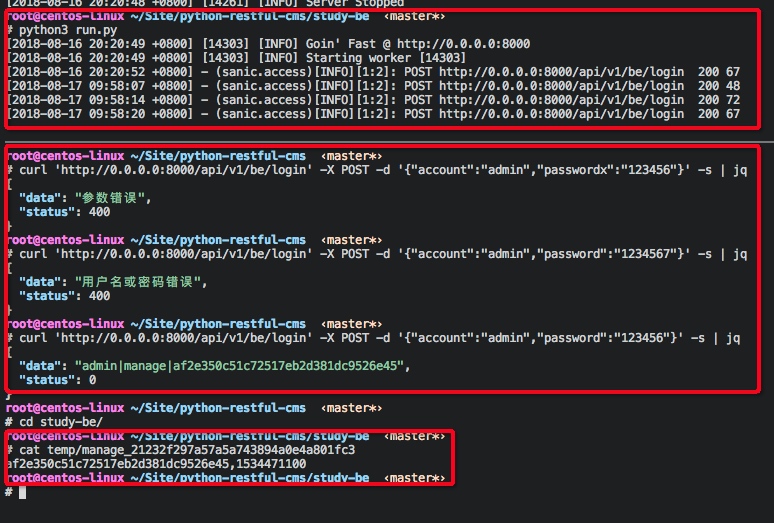 [2018-08-16 20:20:48 +0800] [14261] [INFO] Server Stopped
root@centos-linux ~/Site/python-restful-cms/study-be ‹master*›
# python3 run.py
[2018-08-16 20:20:49 +0800] [14303] [INFO] Goin' Fast @ http://0.0.0.0:8000
[2018-08-16 20:20:49 +0800] [14303] [INFO] Starting worker [14303]
[2018-08-16 20:20:52 +0800] - (sanic.access)[INFO][1:2]: POST http://0.0.0.0:8000/api/v1/be/login  200 67
[2018-08-17 09:58:07 +0800] - (sanic.access)[INFO][1:2]: POST http://0.0.0.0:8000/api/v1/be/login  200 48
[2018-08-17 09:58:14 +0800] - (sanic.access)[INFO][1:2]: POST http://0.0.0.0:8000/api/v1/be/login  200 72
[2018-08-17 09:58:20 +0800] - (sanic.access)[INFO][1:2]: POST http://0.0.0.0:8000/api/v1/be/login  200 67
root@centos-linux ~/Site/python-restful-cms ‹master*›
# curl 'http://0.0.0.0:8000/api/v1/be/login' -X POST -d '{"account":"admin","passwordx":"123456"}' -s | jq
{
"data": "参数错误",
"status": 400
}
root@centos-linux ~/Site/python-restful-cms ‹master*›
# curl 'http://0.0.0.0:8000/api/v1/be/login' -X POST -d '{"account":"admin","password":"1234567"}' -s | jq
{
"data": "用户名或密码错误",
"status": 400
}
root@centos-linux ~/Site/python-restful-cms ‹master*›
# curl 'http://0.0.0.0:8000/api/v1/be/login' -X POST -d '{"account":"admin","password":"123456"}' -s | jq
{
"data": "admin|manage|af2e350c51c72517eb2d381dc9526e45",
"status": 0
}
root@centos-linux ~/Site/python-restful-cms ‹master*›
# cd study-be/
root@centos-linux ~/Site/python-restful-cms/study-be ‹master*›
# cat temp/manage_21232f297a57a5a743894a0e4a801fc3
af2e350c51c72517eb2d381dc9526e45,1534471100
root@centos-linux ~/Site/python-restful-cms/study-be ‹master*›
#